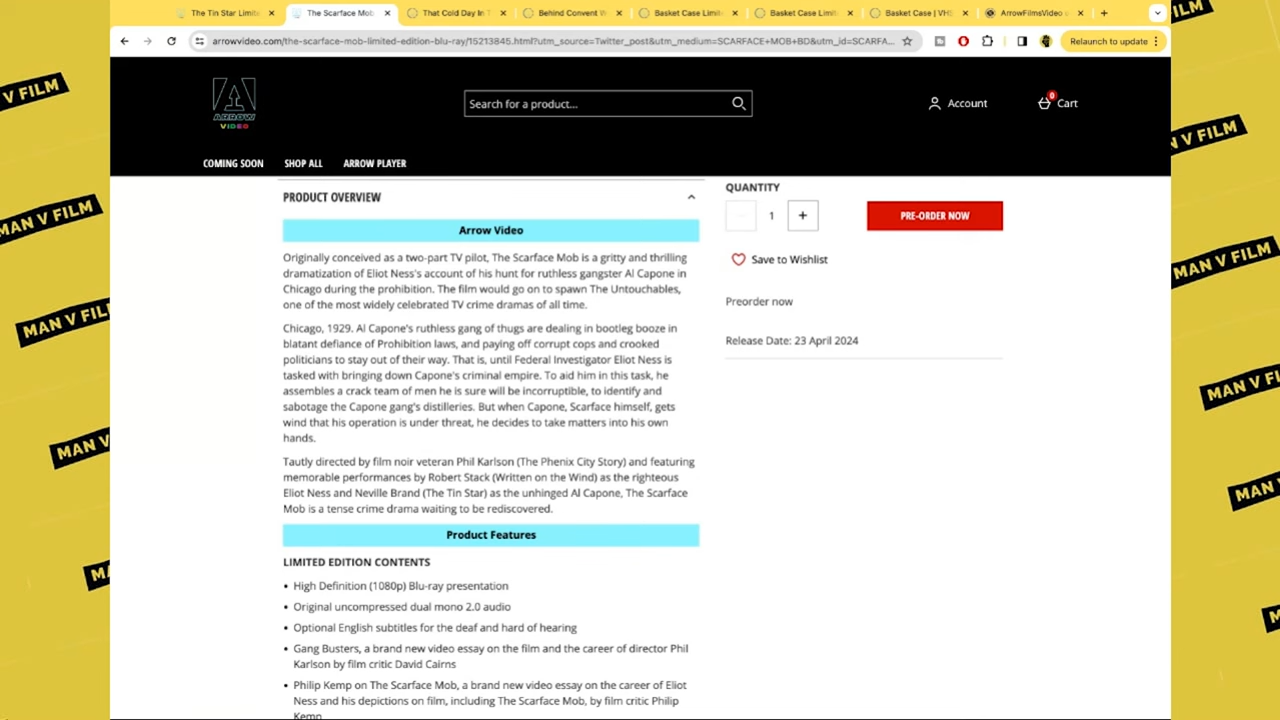 The Tin Star Limite
The Scarface Mob
That Cold Day In T
Behind Convent W
Basket Case Limit
Basket Case Limit
Basket Case | VHS
ArrowFilmsVideo
arrowvideo.com/the-scarface-mob-limited-edition-blu-ray/15213845.html?utm_source=Twitter_post&utm_medium=SCARFACE+MOB+BD&utm_id=SCARFA...
Relaunch to update
ARROW
VIDEO
Search for a product...
Account
0
Cart
COMING SOON
SHOP ALL
ARROW PLAYER
PRODUCT OVERVIEW
Arrow Video
Originally conceived as a two-part TV pilot, The Scarface Mob is a gritty and thrilling
dramatization of Eliot Ness's account of his hunt for ruthless gangster Al Capone in
Chicago during the prohibition. The film would go on to spawn The Untouchables,
one of the most widely celebrated TV crime dramas of all time.
Chicago, 1929. Al Capone's ruthless gang of thugs are dealing in bootleg booze in
blatant defiance of Prohibition laws, and paying off corrupt cops and crooked
politicians to stay out of their way. That is, until Federal Investigator Eliot Ness is
tasked with bringing down Capone's criminal empire. To aid him in this task, he
assembles a crack team of men he is sure will be incorruptible, to identify and
sabotage the Capone gang's distilleries. But when Capone, Scarface himself, gets
wind that his operation is under threat, he decides to take matters into his own
hands.
Tautly directed by film noir veteran Phil Karlson (The Phenix City Story) and featuring
memorable performances by Robert Stack (Written on the Wind) as the righteous
Eliot Ness and Neville Brand (The Tin Star) as the unhinged Al Capone, The Scarface
Mob is a tense crime drama waiting to be rediscovered.
Product Features
LIMITED EDITION CONTENTS
• High Definition (1080p) Blu-ray presentation
• Original uncompressed dual mono 2.0 audio
• Optional English subtitles for the deaf and hard of hearing
• Gang Busters, a brand new video essay on the film and the career of director Phil
Karlson by film critic David Cairns
• Philip Kemp on The Scarface Mob, a brand new video essay on the career of Eliot
Ness and his depictions on film, including The Scarface Mob, by film critic Philip
Kemp
QUANTITY
1
PRE-ORDER NOW
Save to Wishlist
Preorder now
Release Date: 23 April 2024
V FILM
MAN V FILM
MAN V FIL
MAN V
MA
ILM
V FILM
MAN V FILM
MAN V FI
MAN
M